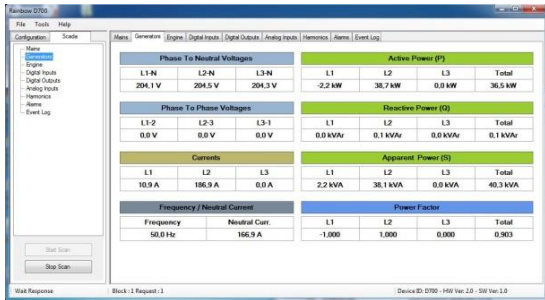 Rainbow D700
File Tools Help
Configuration Scada
Mains
Generators
Engine
Digital Inputs
Digital Outputs
Analog Inputs
Harmonics
Alarms
Event Log
Start Scan
Stop Scan
Mains Generators Engine Digital Inputs Digital Outputs Analog Inputs Harmonics Alarms Event Log
Phase To Neutral Voltages
L1-N L2-N L3-N
204,1 V 204,5 V 204,3 V
Phase To Phase Voltages
L1-2 L2-3 L3-1
0,0 V 0,0 V 0,0 V
Currents
L1 L2 L3
10,9 A 186,9 A 0,0 A
Frequency / Neutral Current
Frequency Neutral Curr.
50,0 Hz 166,9 A
Active Power (P)
L1 L2 L3 Total
-2,2 kW 38,7 kW 0,0 kW 36,5 kW
Reactive Power (Q)
L1 L2 L3 Total
0,0 kVAr 0,1 kVAr 0,0 kVAr 0,1 kVAr
Apparent Power (S)
L1 L2 L3 Total
2,2 kVA 38,1 kVA 0,0 kVA 40,3 kVA
Power Factor
L1 L2 L3 Total
-1,000 1,000 0,000 0,903
Wait Response Block : 1 Request : 1 Device ID: D700 - HW Ver: 2.0 - SW Ver: 1.0